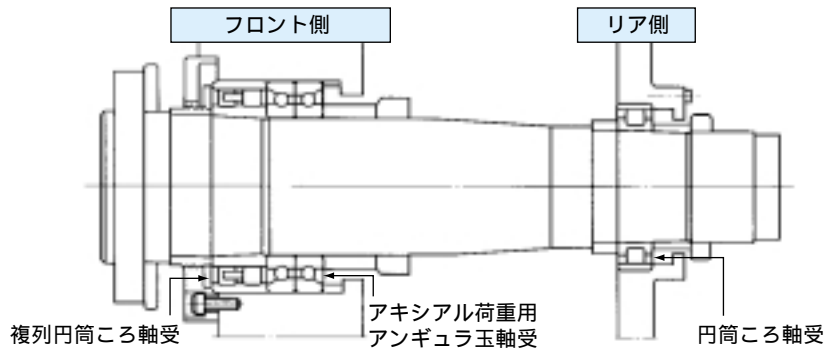 フロント側
リア側
複列円筒ころ軸受
アキシアル荷重用
アンギュラ玉軸受
円筒ころ軸受